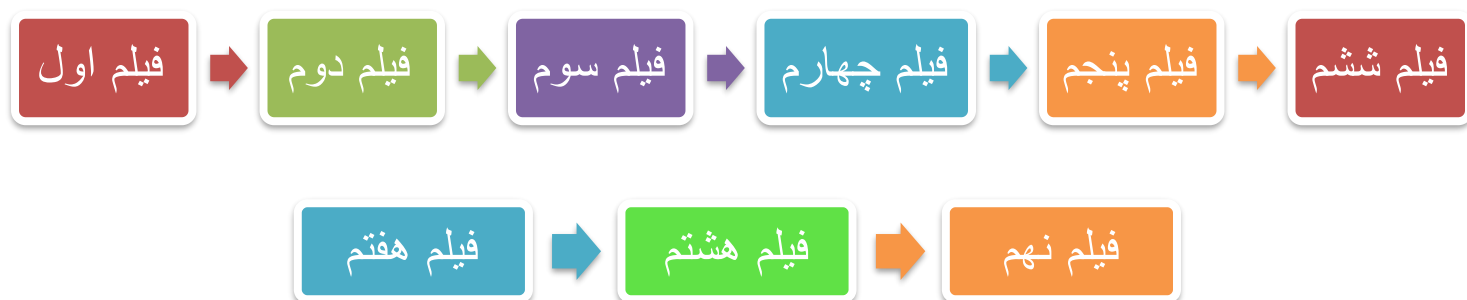 فیلم اول
فیلم دوم
فیلم سوم
فیلم چهارم
فیلم پنجم
فیلم ششم
فیلم هفتم
فیلم هشتم
فیلم نهم